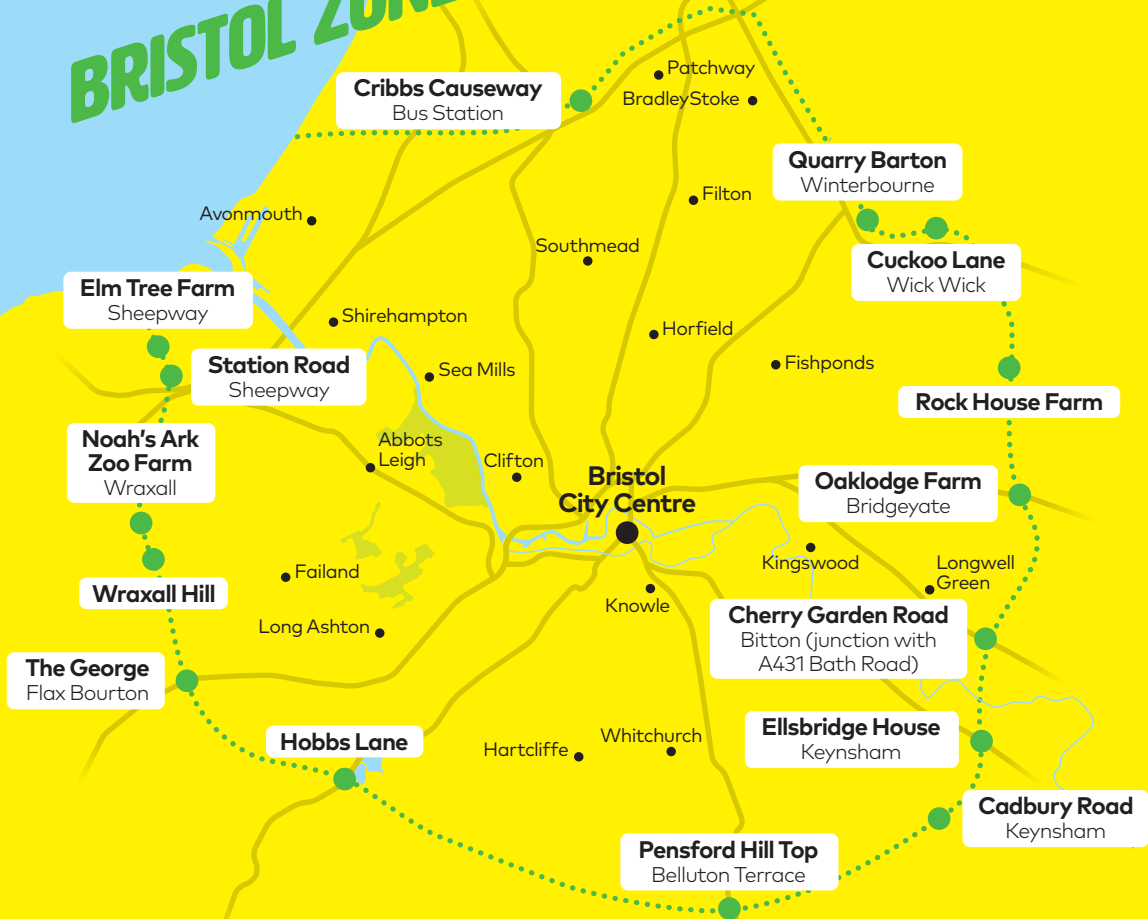 BRISTOL ZONE
Patchway
Cribbs Causeway
Bus Station
BradleyStoke
Quarry Barton
Winterbourne
Filton
Avonmouth
Southmead
Cuckoo Lane
Wick Wick
Elm Tree Farm
Sheepway
Shirehampton
Horfield
Station Road
Sheepway
Sea Mills
Fishponds
Rock House Farm
Noah's Ark
Zoo Farm
Wraxall
Abbots
Leigh
Clifton
Bristol
City Centre
Oaklodge Farm
Bridgeyate
Kingswood
Longwell
Green
Failand
Wraxall Hill
Knowle
Long Ashton
Cherry Garden Road
Bitton (junction with
A431 Bath Road)
The George
Flax Bourton
Hobbs Lane
Hartcliffe
Whitchurch
Ellsbridge House
Keynsham
Cadbury Road
Keynsham
Pensford Hill Top
Belluton Terrace